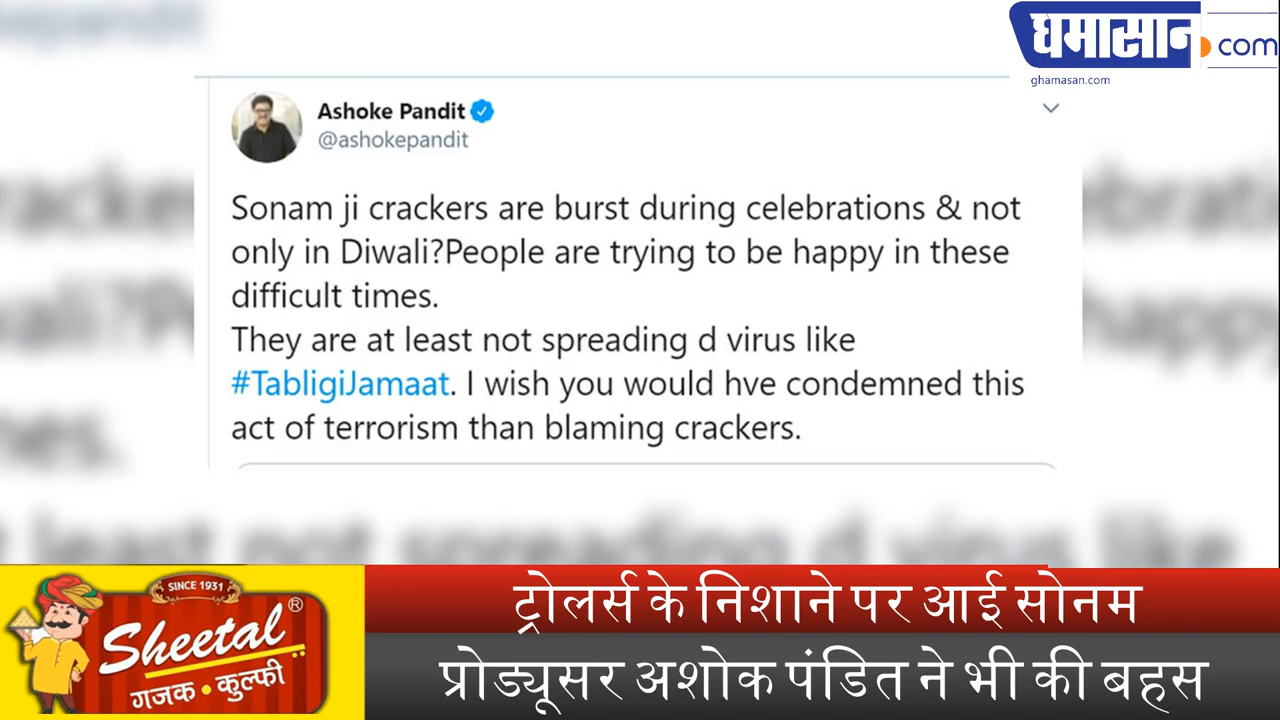 घमासान.com
ghamasan.com
Ashoke Pandit
@ashokepandit
Sonam ji crackers are burst during celebrations & not
only in Diwali?People are trying to be happy in these
difficult times.
They are at least not spreading d virus like
#TabligiJamaat. I wish you would hve condemned this
act of terrorism than blaming crackers.
SINCE 1931
Sheetal®
गजक • कुल्फी
ट्रोलर्स के निशाने पर आई सोनम
प्रोड्यूसर अशोक पंडित ने भी की बहस